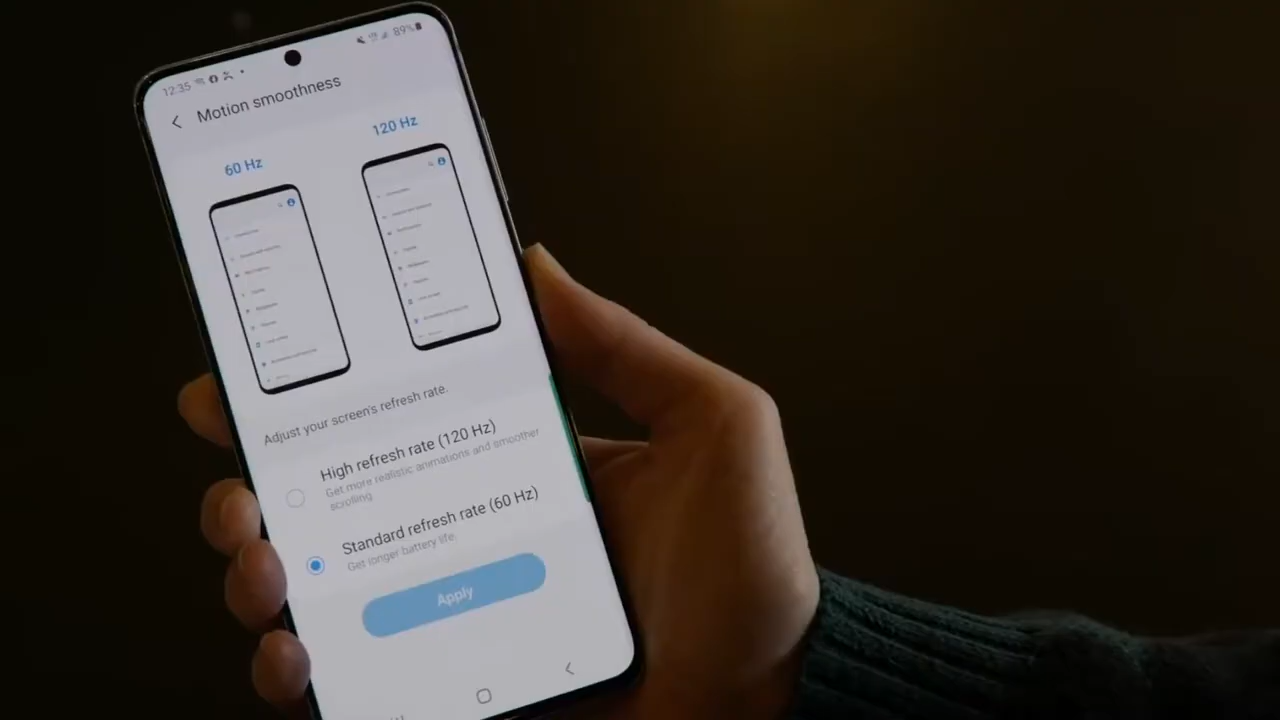 12:35
89%
Motion smoothness
60 Hz
120 Hz
Adjust your screen's refresh rate.
High refresh rate (120 Hz)
Get more realistic animations and smoother
scrolling.
Standard refresh rate (60 Hz)
Get longer battery life.
Apply